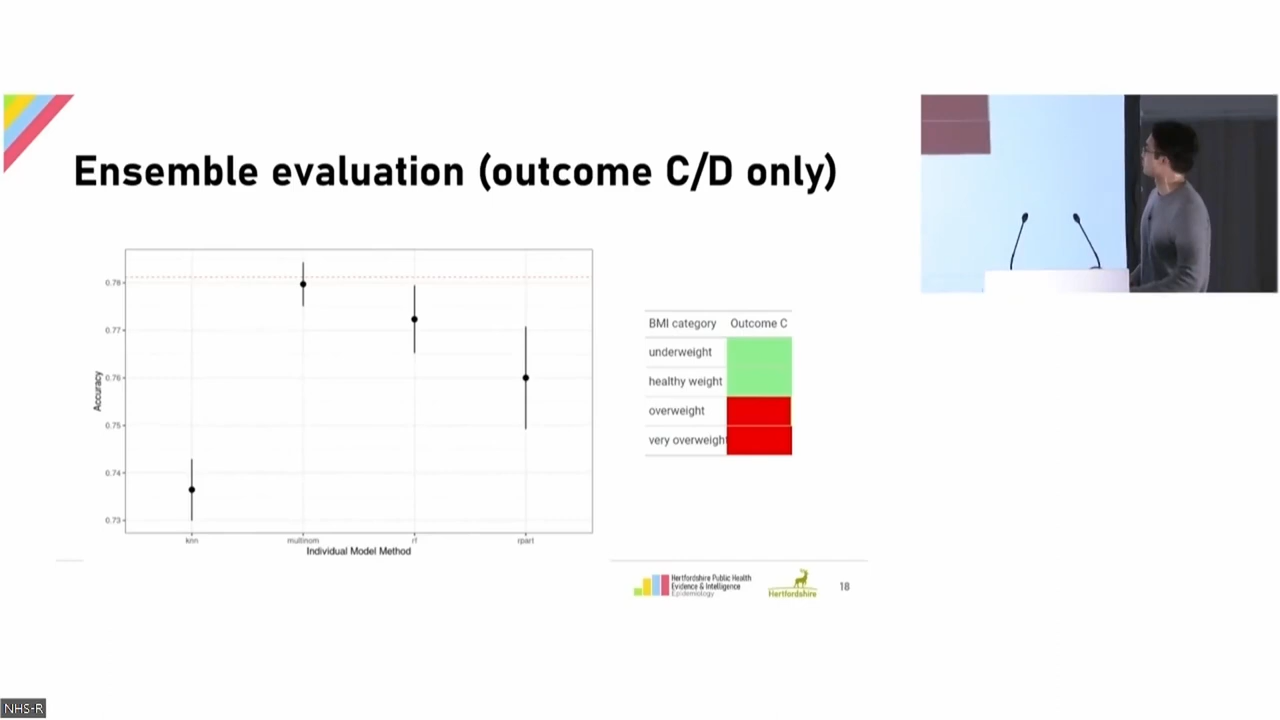 Ensemble evaluation (outcome C/D only)
0.78
0.77
0.76
0.75
0.74
0.73
Accuracy
knn
multinom
rf
rpart
Individual Model Method
BMI category Outcome C
underweight
healthy weight
overweight
very overweight
Hertfordshire Public Health
Evidence & Intelligence
Epidemiology
Hertfordshire
18
NHS-R